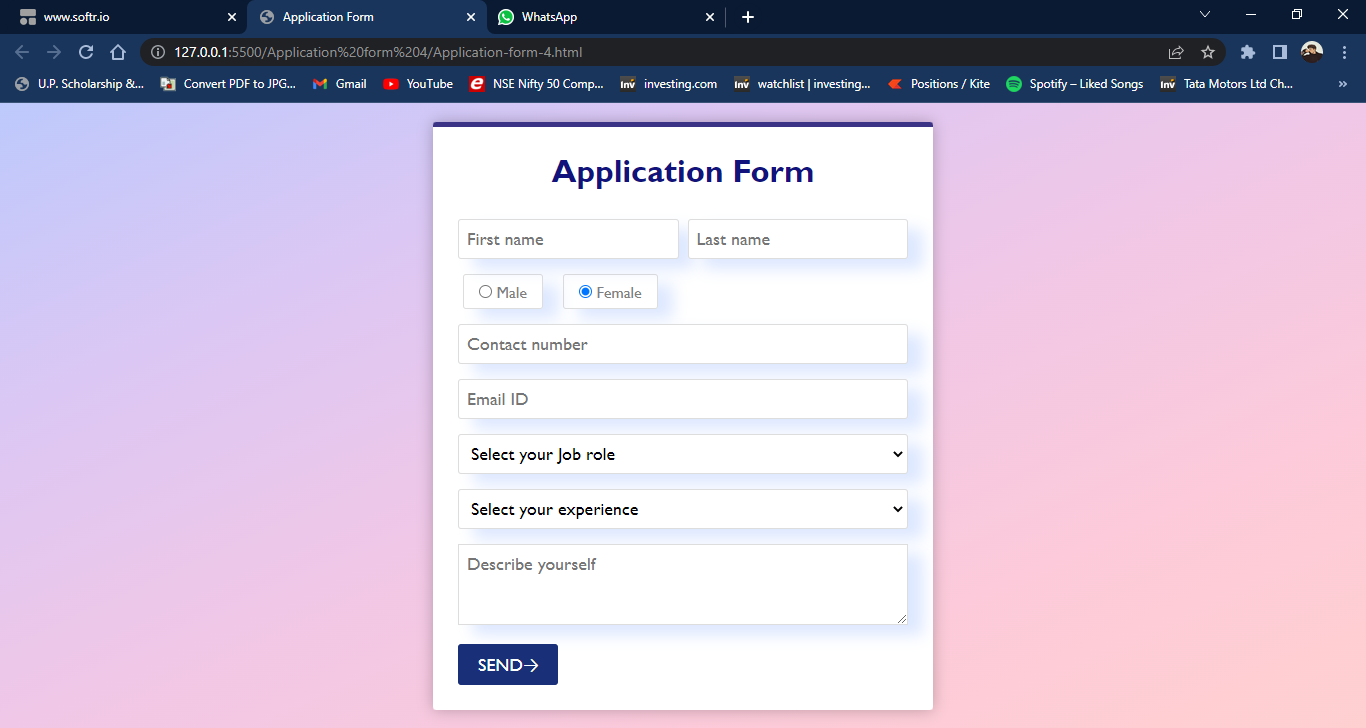 www.softr.io
Application Form
WhatsApp
127.0.0.1:5500/Application%20form%204/Application-form-4.html
U.P. Scholarship &...
Convert PDF to JPG...
Gmail
YouTube
NSE Nifty 50 Comp...
Inv investing.com
Inv watchlist | investing...
Positions / Kite
Spotify – Liked Songs
Inv Tata Motors Ltd Ch...
Application Form
First name
Last name
Male
Female
Contact number
Email ID
Select your Job role
Select your experience
Describe yourself
SEND→